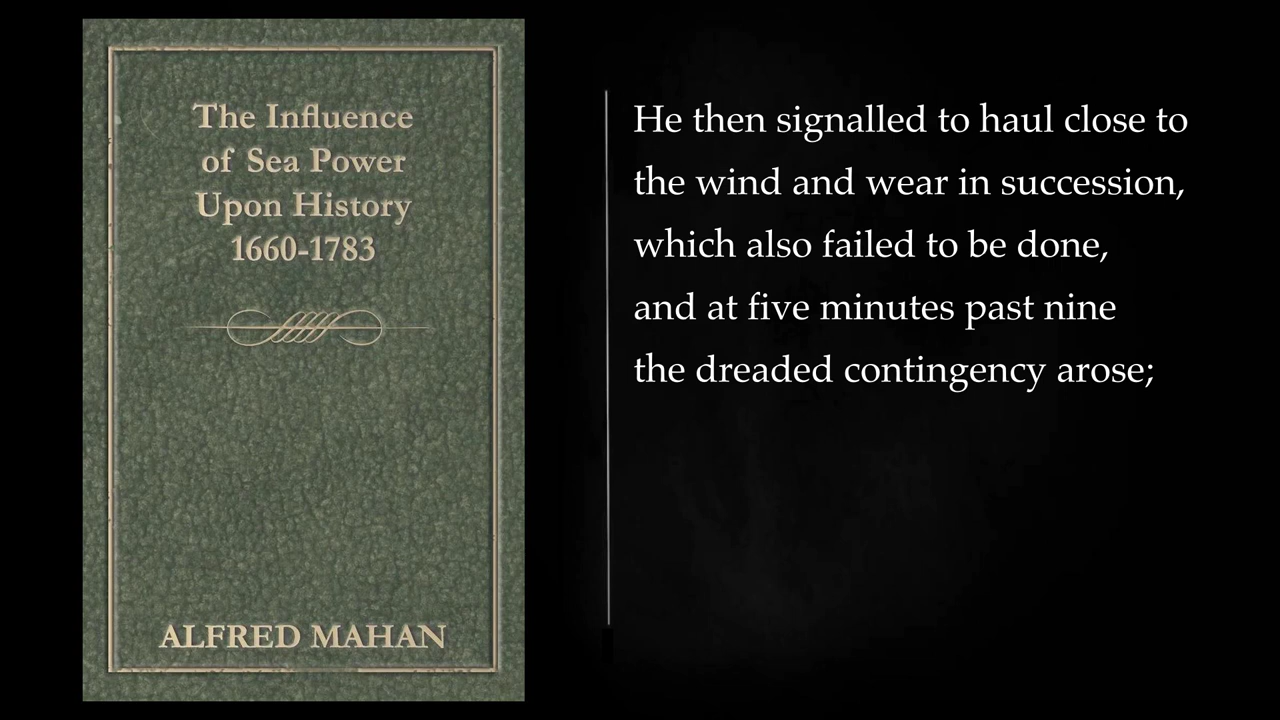 The Influence
of Sea Power
Upon History
1660-1783
ALFRED MAHAN
He then signalled to haul close to
the wind and wear in succession,
which also failed to be done,
and at five minutes past nine
the dreaded contingency arose;